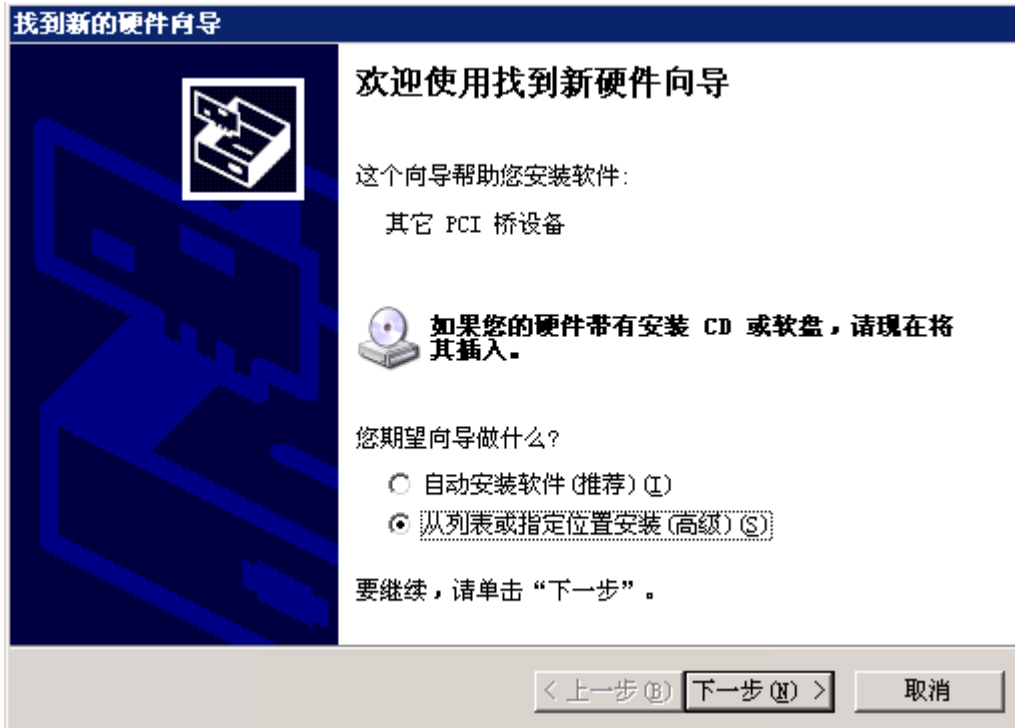 找到新的硬件向导
欢迎使用找到新硬件向导
这个向导帮助您安装软件:
其它 PCI 桥设备
如果您的硬件带有安装 CD 或软盘，请现在将
其插入。
您期望向导做什么?
自动安装软件(推荐)(I)
从列表或指定位置安装(高级)(S)
要继续，请单击“下一步”。
< 上一步(B)
下一步(N) >
取消